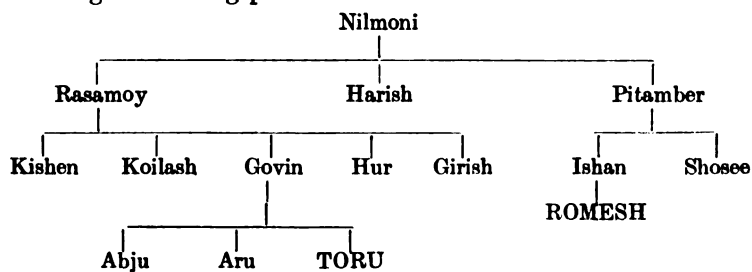 Nilmoni
Rasamoy Harish Pitamber
Kishen Koilash Govin Hur Girish Ishan Shosee
ROMESH
Abju Aru TORU